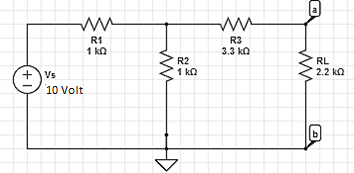 a
R1
1 kΩ
R3
3.3 kΩ
R2
1 kΩ
RL
2.2 kΩ
+
Vs
10 Volt
b